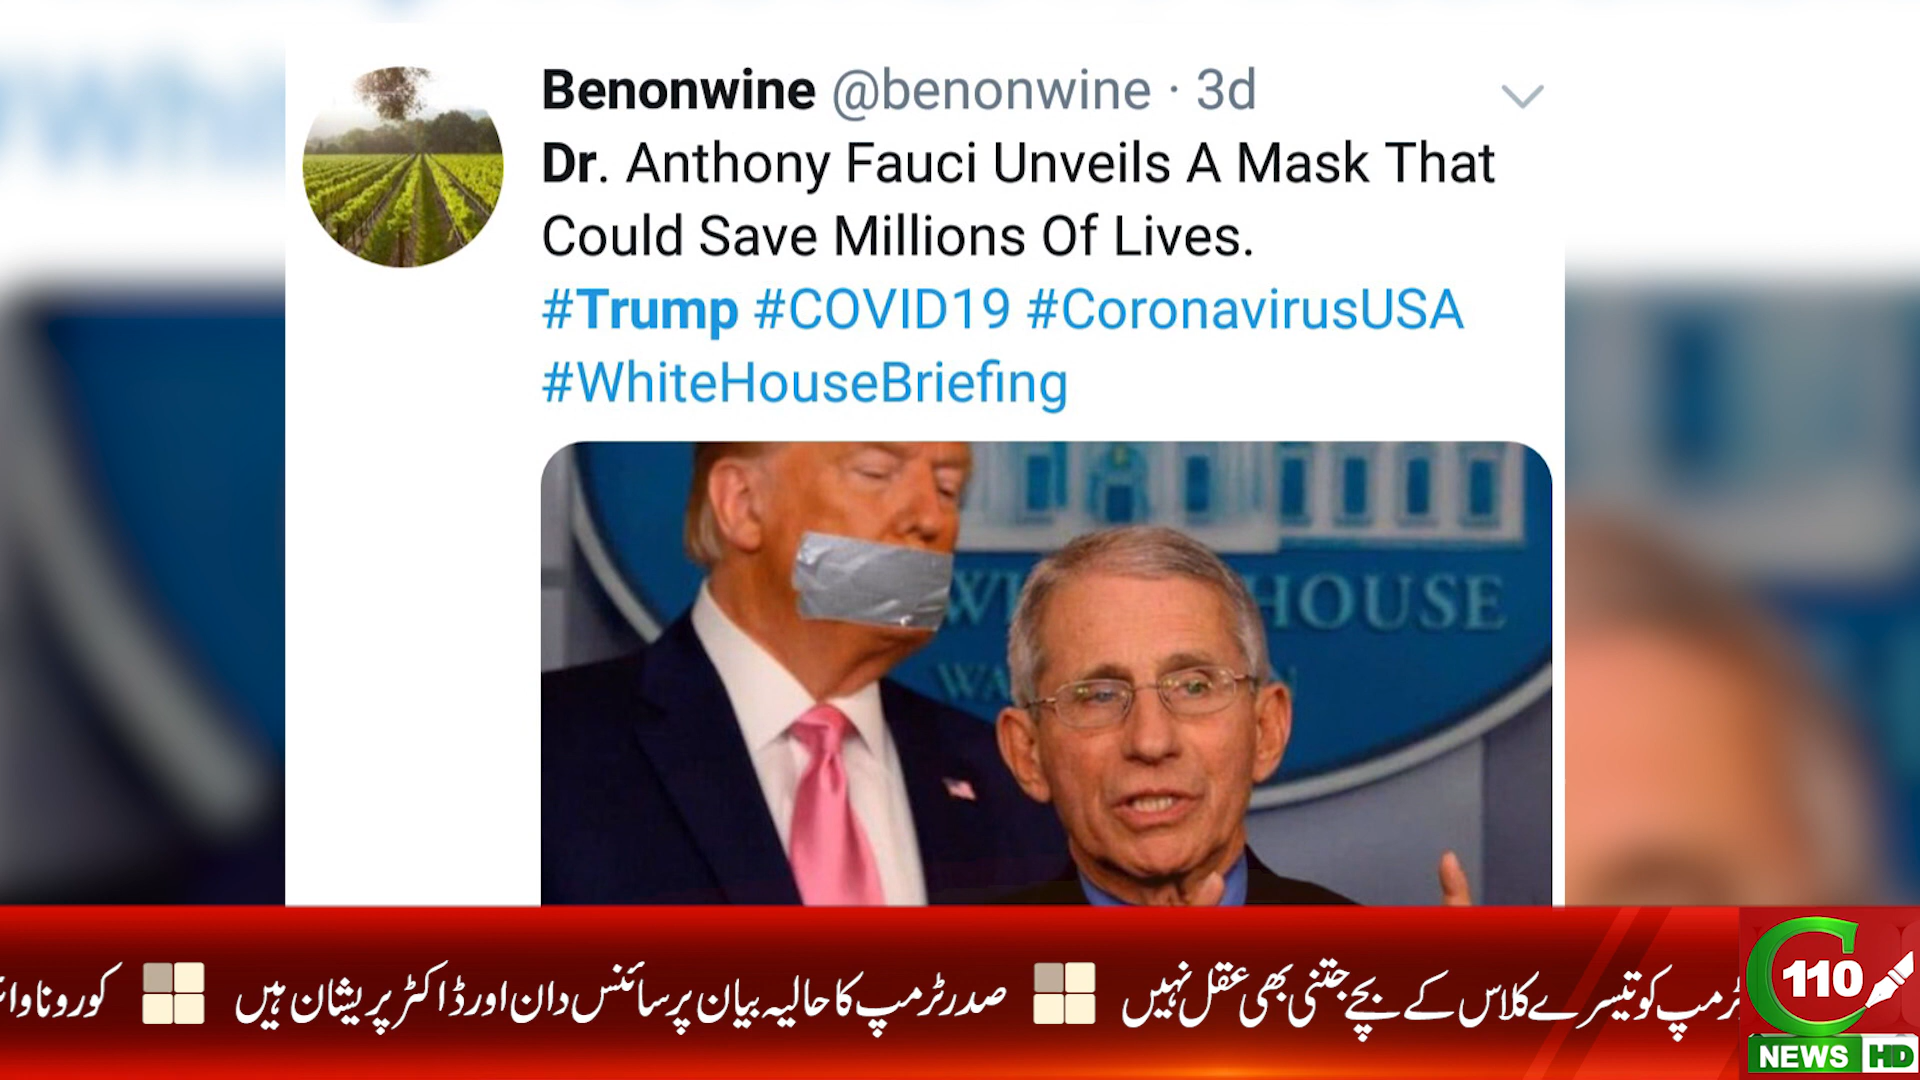 Benonwine @benonwine · 3d
Dr. Anthony Fauci Unveils A Mask That
Could Save Millions Of Lives.
#Trump #COVID19 #CoronavirusUSA
#WhiteHouseBriefing
HOUSE
ٹرمپ کو تیسرے کلاس کے بچے جتنی بھی عقل نہیں صدر ٹرمپ کا حالیہ بیان پر سائنس دان اور ڈاکٹر پریشان ہیں کورونا
110
NEWS HD